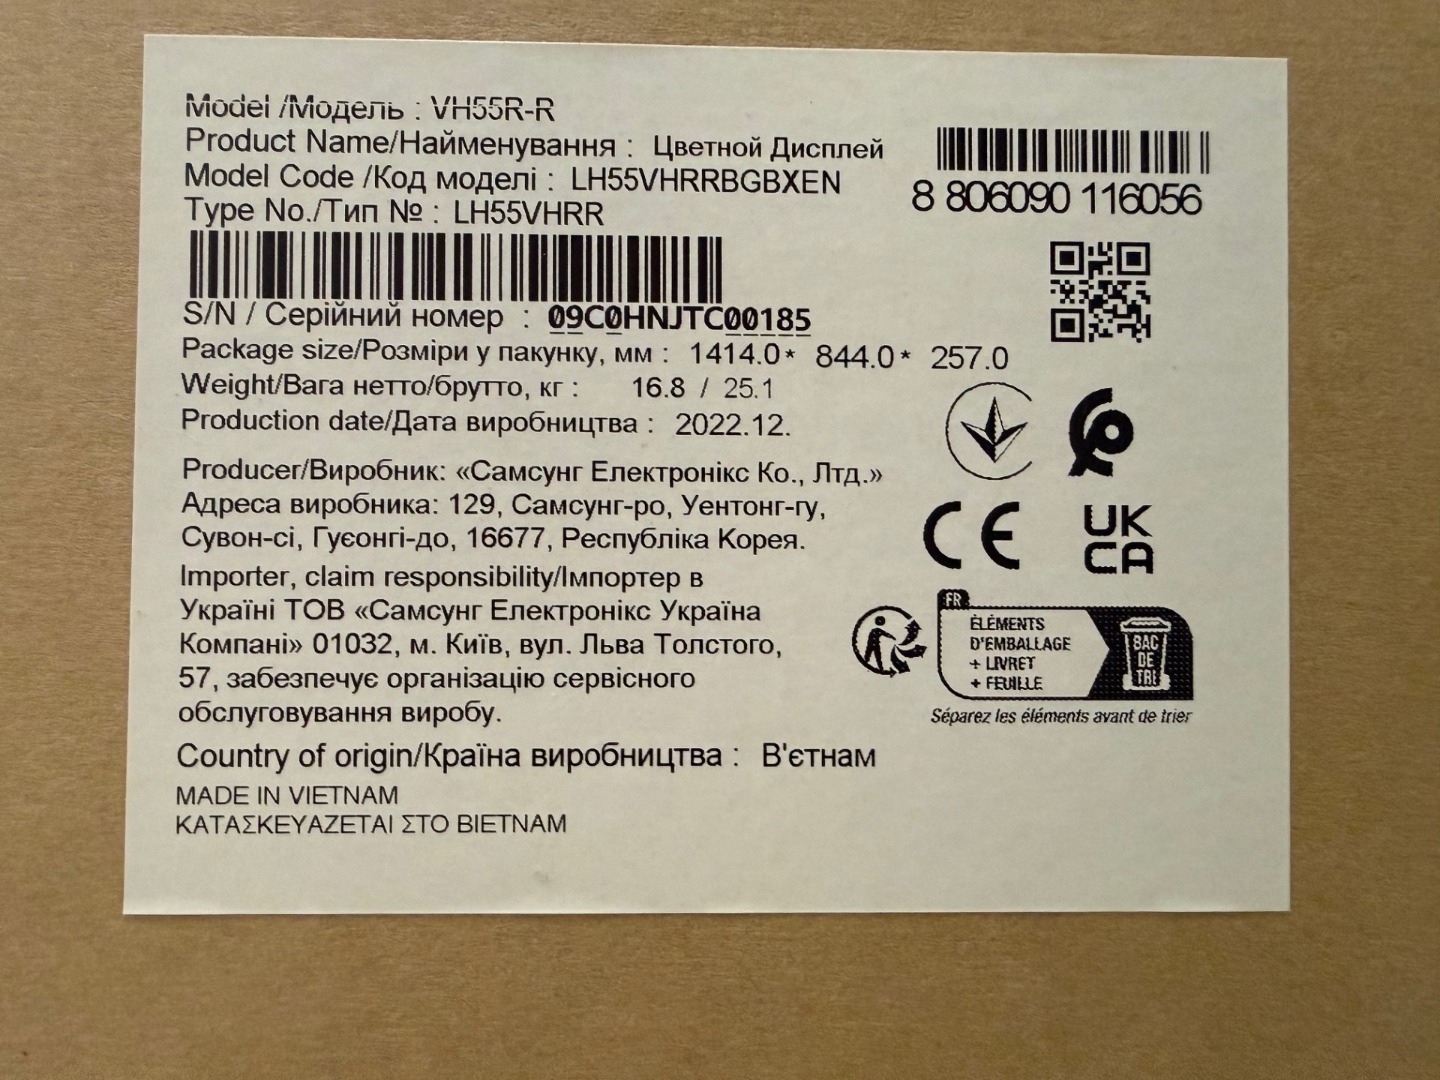 Model /Модель : VH55R-R
Product Name/Найменування : Цветной Дисплей
Model Code /Код моделі : LH55VHRRBGBXEN
Type No./Тип № : LH55VHRR
8 806090 116056
S/N / Серійний номер : 09C0HNJTC00185
Package size/Розміри у пакунку, мм : 1414.0* 844.0* 257.0
Weight/Вага нетто/брутто, кг : 16.8 / 25.1
Production date/Дата виробництва : 2022.12.
Producer/Виробник: «Самсунг Електронікс Ко., Лтд.»
Адреса виробника: 129, Самсунг-ро, Уентонг-гу,
Сувон-сі, Гуєонгі-до, 16677, Республіка Корея.
CE
UK
CA
Importer, claim responsibility/Імпортер в
Україні ТОВ «Самсунг Електронікс Україна
Компані» 01032, м. Київ, вул. Льва Толстого,
57, забезпечує організацію сервісного
обслуговування виробу.
FR
ÉLÉMENTS
D'EMBALLAGE
+ LIVRET
+ FEUILLE
BAC
DE
TRI
Séparez les éléments avant de trier
Country of origin/Країна виробництва : В'єтнам
MADE IN VIETNAM
ΚΑΤΑΣΚΕΥΑΖΕΤΑΙ ΣΤΟ ΒΙΕΤΝΑΜ